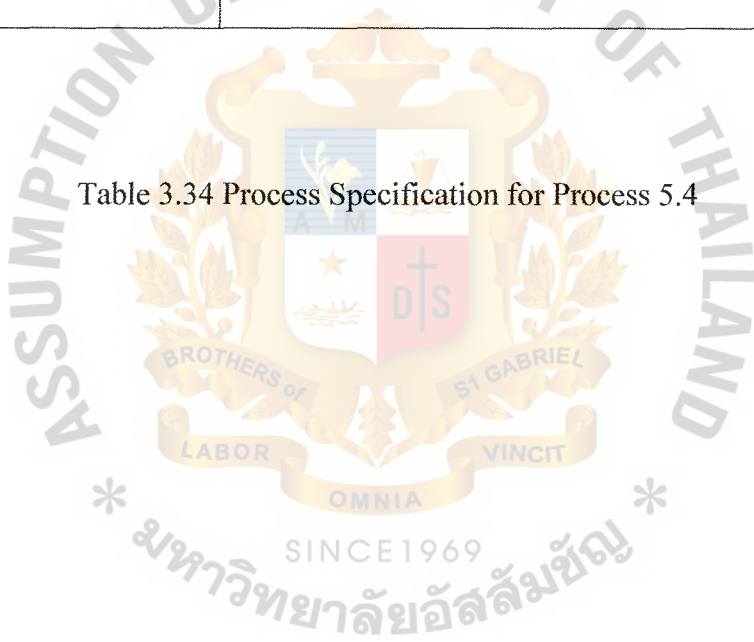 ASSUMPTION UNIVERSITY OF THAILAND
Table 3.34 Process Specification for Process 5.4
A M
D S
BROTHERS of
ST GABRIEL
LABOR
VINCIT
OMNIA
SINCE1969
มหาวิทยาลัยอัสสัมชัญ